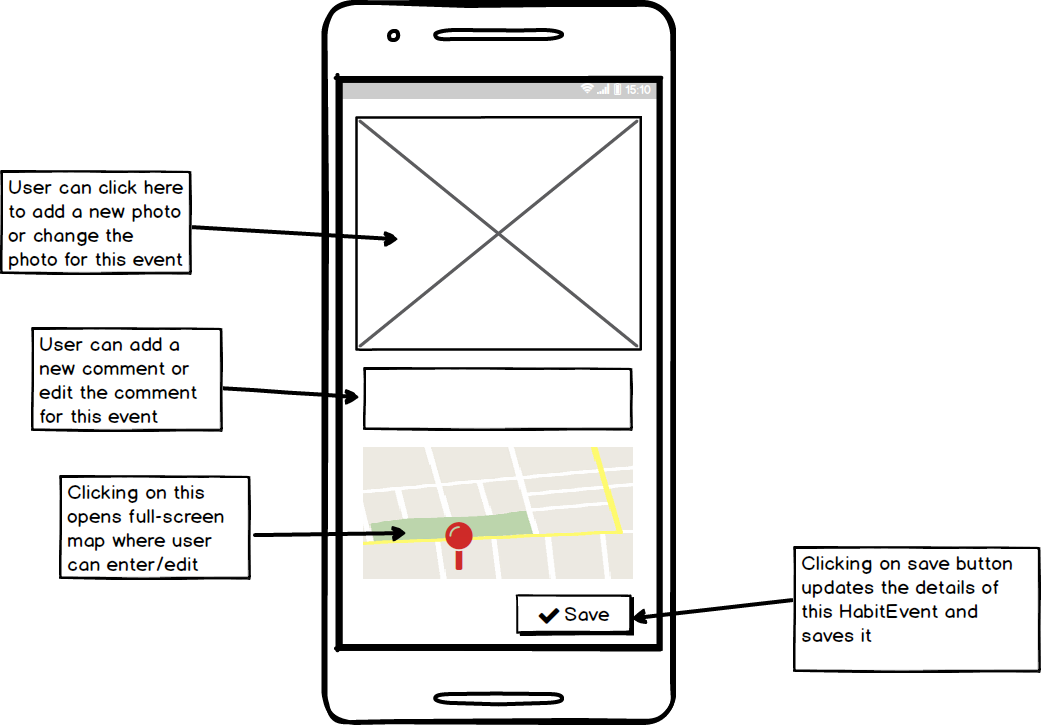 15:10
User can click here
to add a new photo
or change the
photo for this event
User can add a
new comment or
edit the comment
for this event
Clicking on this
opens full-screen
map where user
can enter/edit
Save
Clicking on save button
updates the details of
this HabitEvent and
saves it